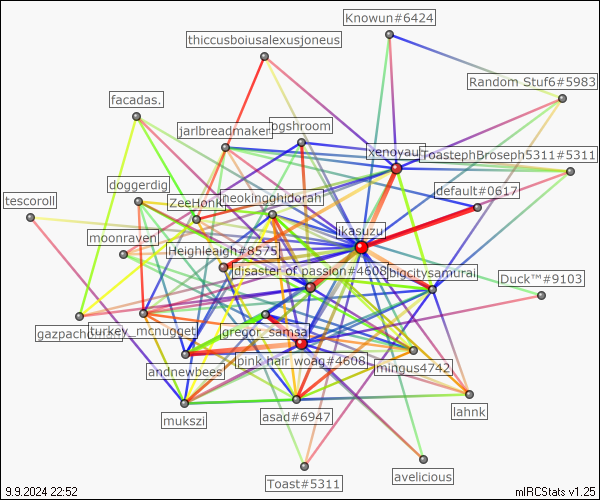 Knowun#6424
thiccusboiusalexusjoneus
Random Stuf6#5983
facadas.
ogshroom
jarlbreadmaker
xenovau
ToastephBroseph5311#5311
doggerdig
default#0617
neokingghidorah
ZeeHonk
tescoroll
ikasuzu
moonraven
Heighleaigh#8575
disaster of passion#4608
bigcitysamurai
Duck™#9103
gazpachoman
turkey_mcnugget
gregor_samsa
pink hair woag#4608
mingus4742
andnewbees
lahnk
mukszi
asad#6947
avelicious
Toast#5311
9.9.2024 22:52
mIRCStats v1.25